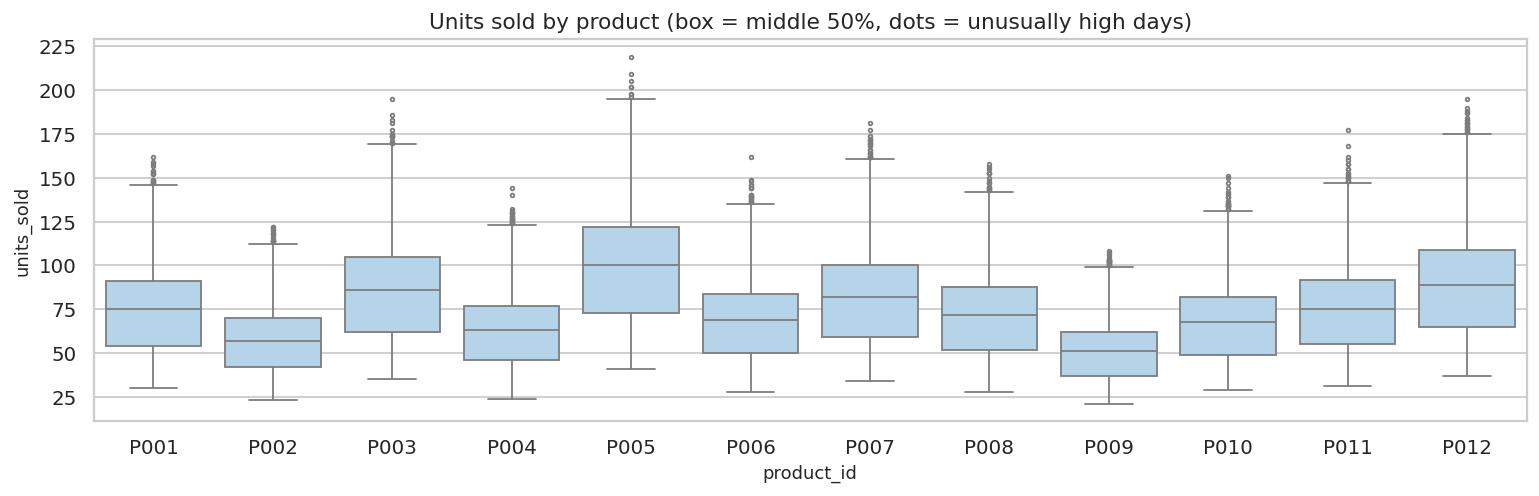 Units sold by product (box = middle 50%, dots = unusually high days)
225
200
175
150
125
100
75
50
25
units_sold
P001 P002 P003 P004 P005 P006 P007 P008 P009 P010 P011 P012
product_id